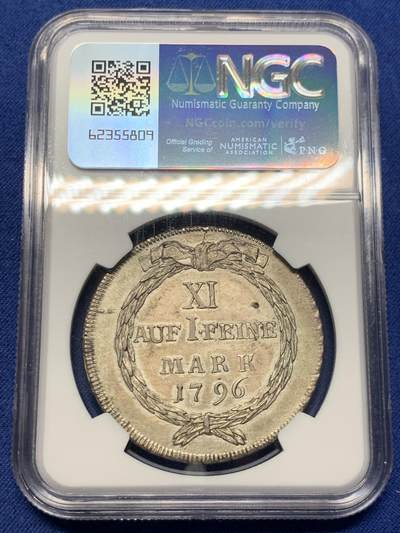 NGC
Numismatic Guaranty Company
NGCcoin.com/verify
62355809
Official Grading
Service of
AMERICAN
NUMISMATIC
ASSOCIATION
PNG
XI
AUF I·FEINE
MARK
1796